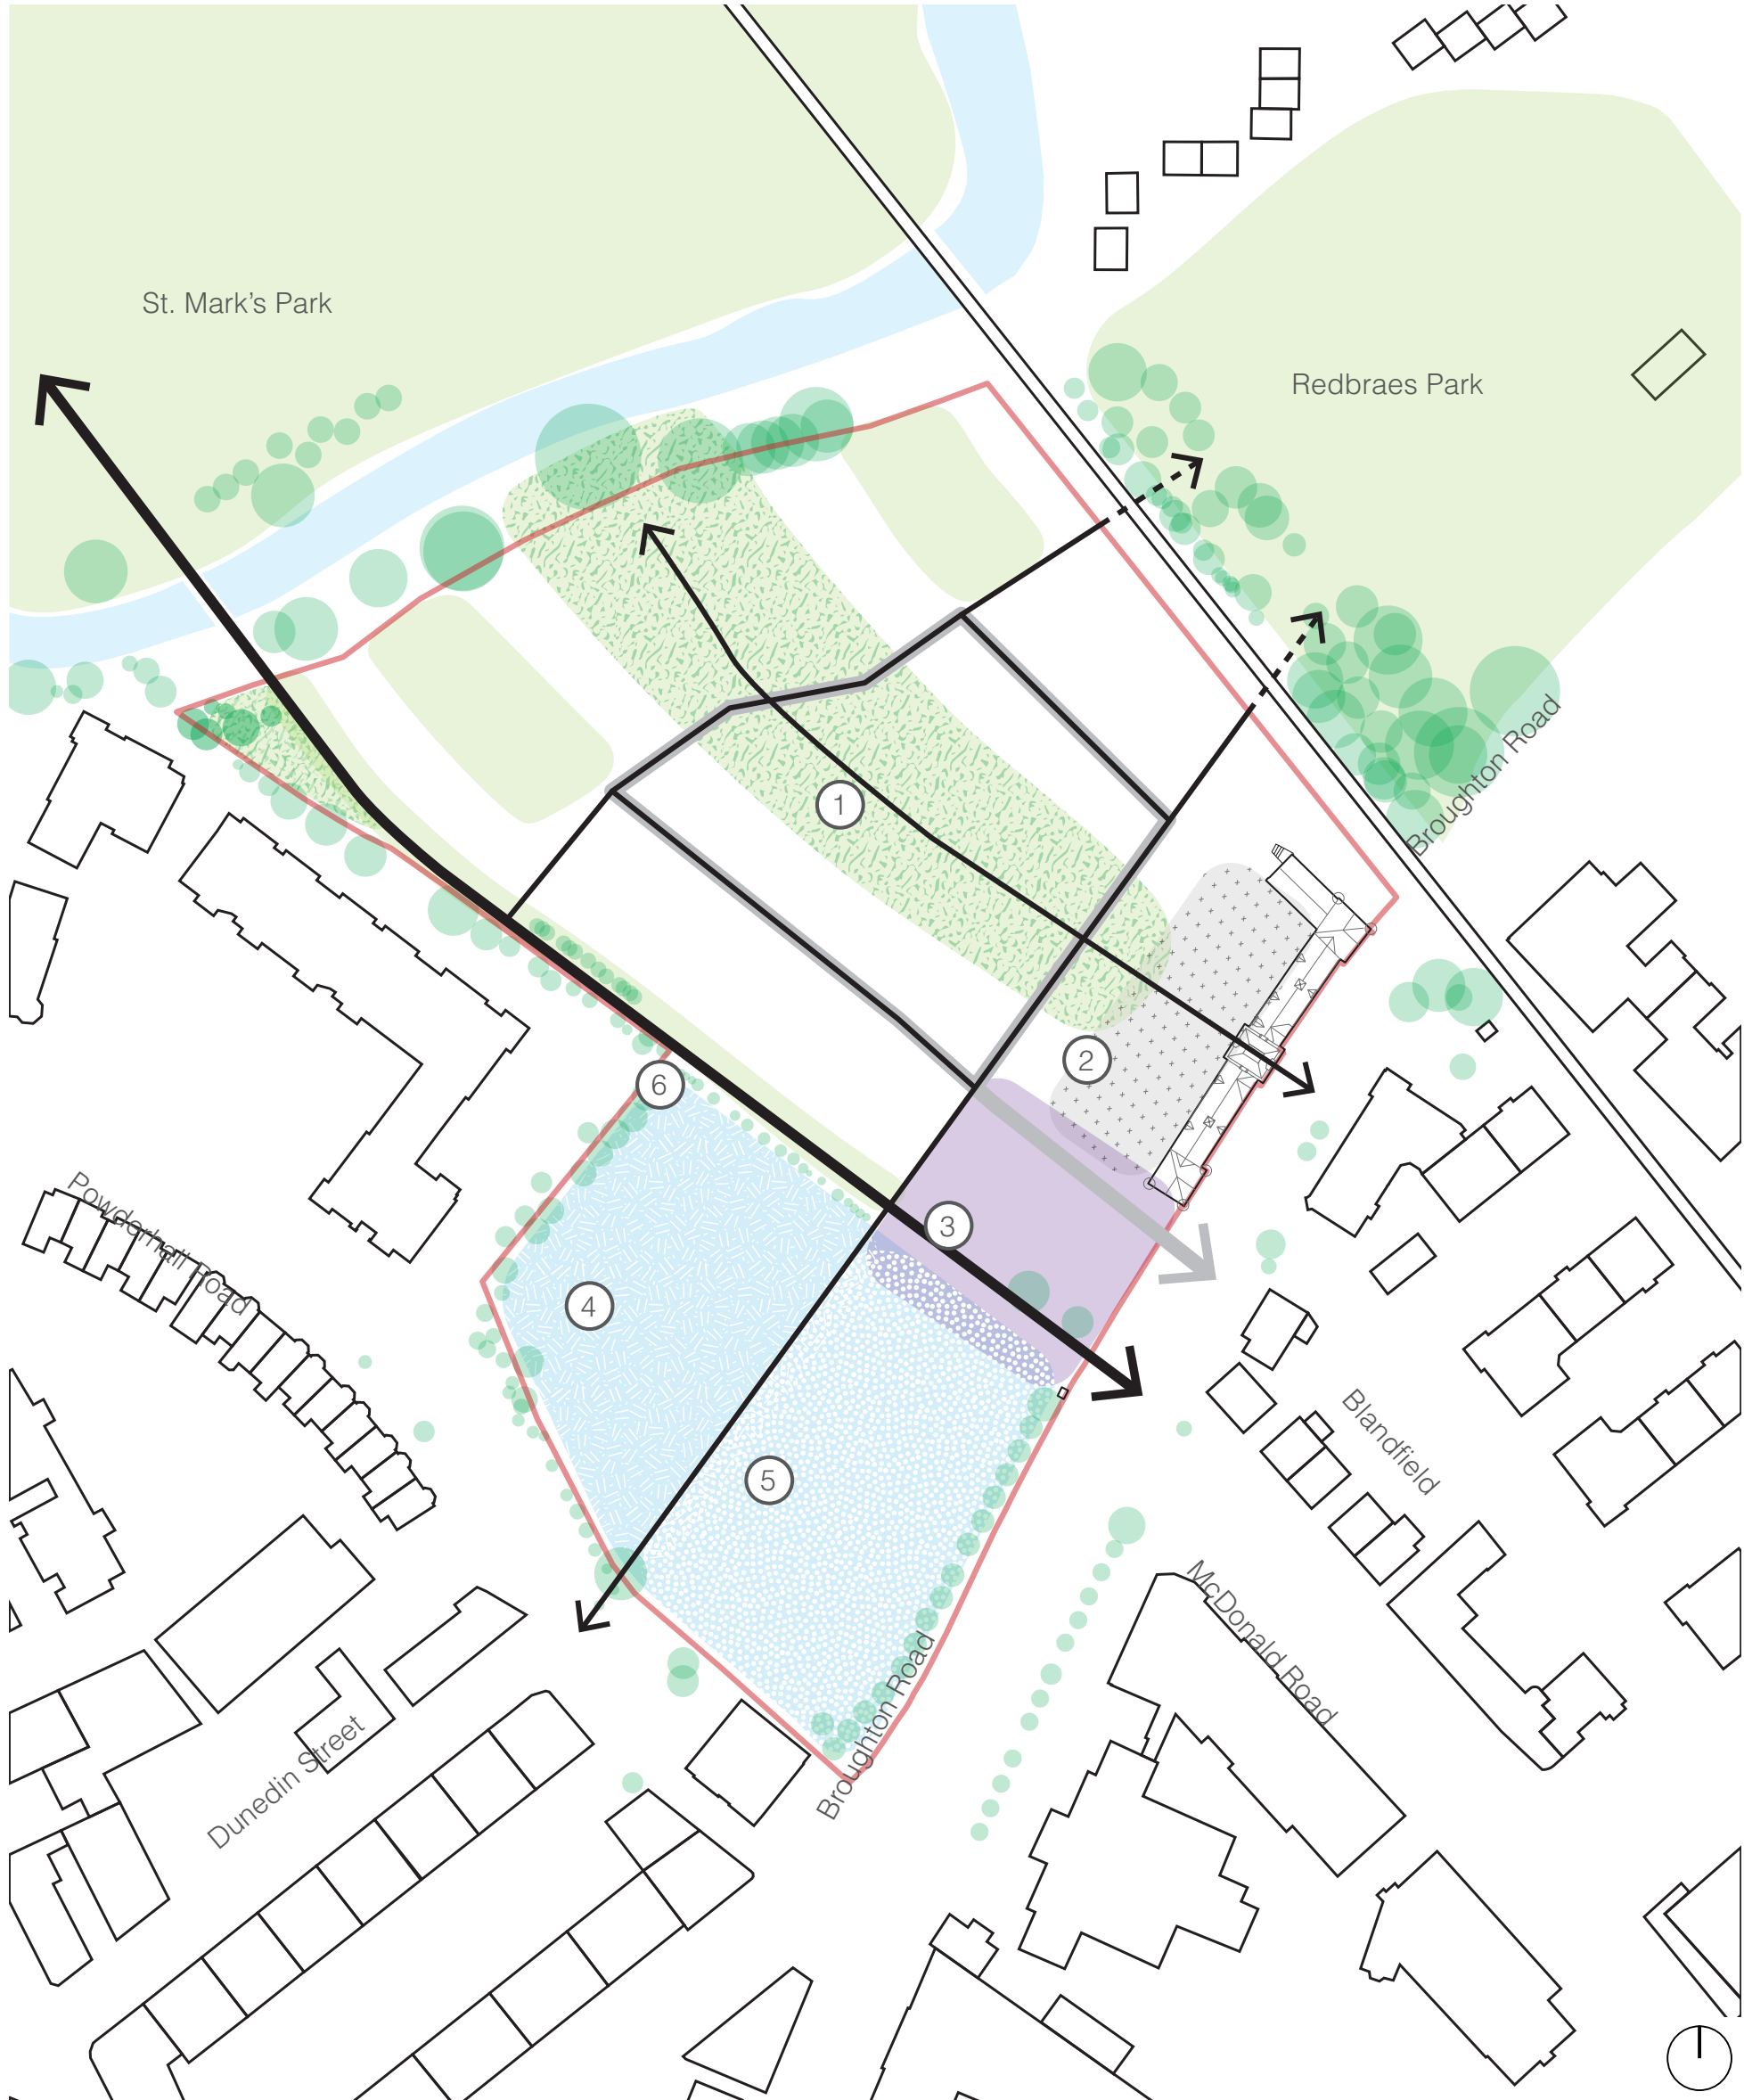 St. Mark’s Park
Redbraes Park
Broughton Road
1
2
6
3
Powderhall Road
4
5
Blandfield
McDonald Road
Broughton Road
Dunedin Street